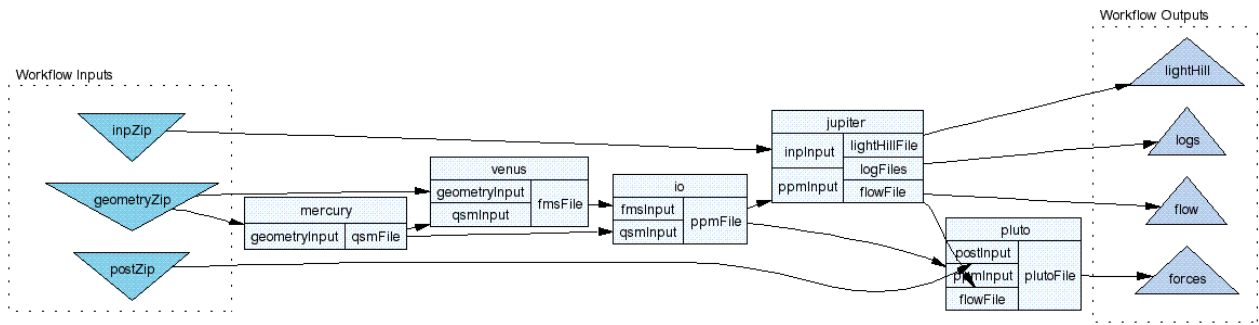 Workflow Inputs
inpZip
geometryZip
postZip
mercury
geometryInput
qsmFile
venus
geometryInput
qsmInput
fmsFile
io
fmsInput
qsmInput
ppmFile
jupiter
inpInput
ppmInput
lightHillFile
logFiles
flowFile
pluto
postInput
ppmInput
flowFile
plutoFile
Workflow Outputs
lightHill
logs
flow
forces